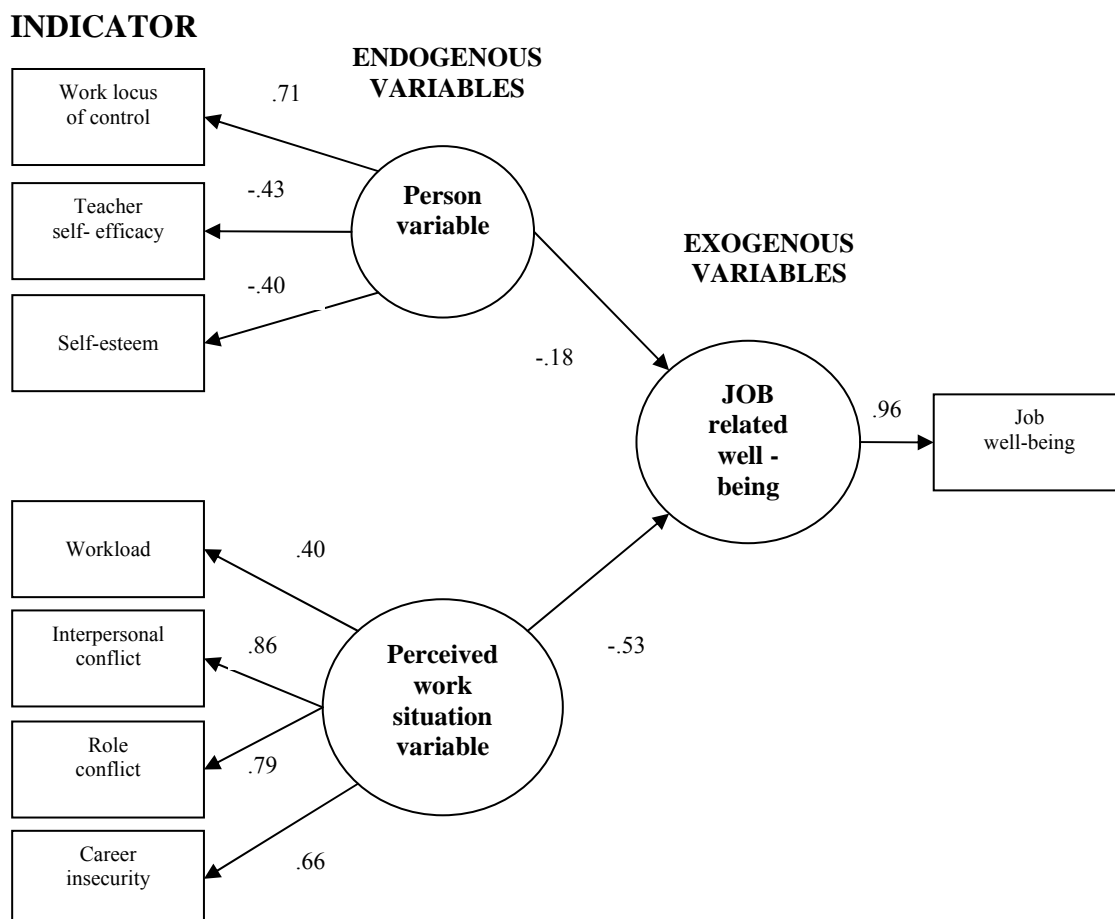 INDICATOR
ENDOGENOUS
VARIABLES
Work locus
of control
.71
Teacher
self- efficacy
-.43
Self-esteem
-.40
Person
variable
EXOGENOUS
VARIABLES
-.18
JOB
related
well -
being
.96
Job
well-being
Workload
.40
Interpersonal
conflict
.86
Role
conflict
.79
Career
insecurity
.66
Perceived
work
situation
variable
-.53